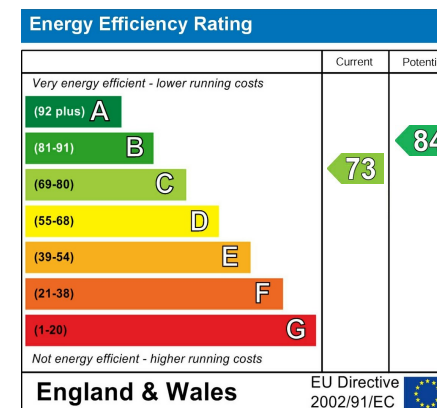 Energy Efficiency Rating
Current Potenti
Very energy efficient - lower running costs
(92 plus) A
(81-91) B
84
(69-80) C
73
(55-68) D
(39-54) E
(21-38) F
(1-20) G
Not energy efficient - higher running costs
England & Wales
EU Directive
2002/91/EC